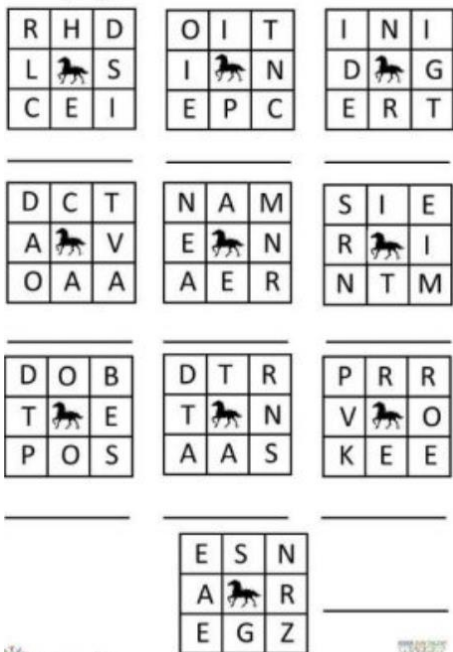 R H D O I T I N I
L S I N D G
C E I E P C E R T
D C T N A M S I E
A V E N R I
O A A A E R N T M
D O B D T R P R R
T E T N V O
P O S A A S K E E
E S N
A R
E G Z